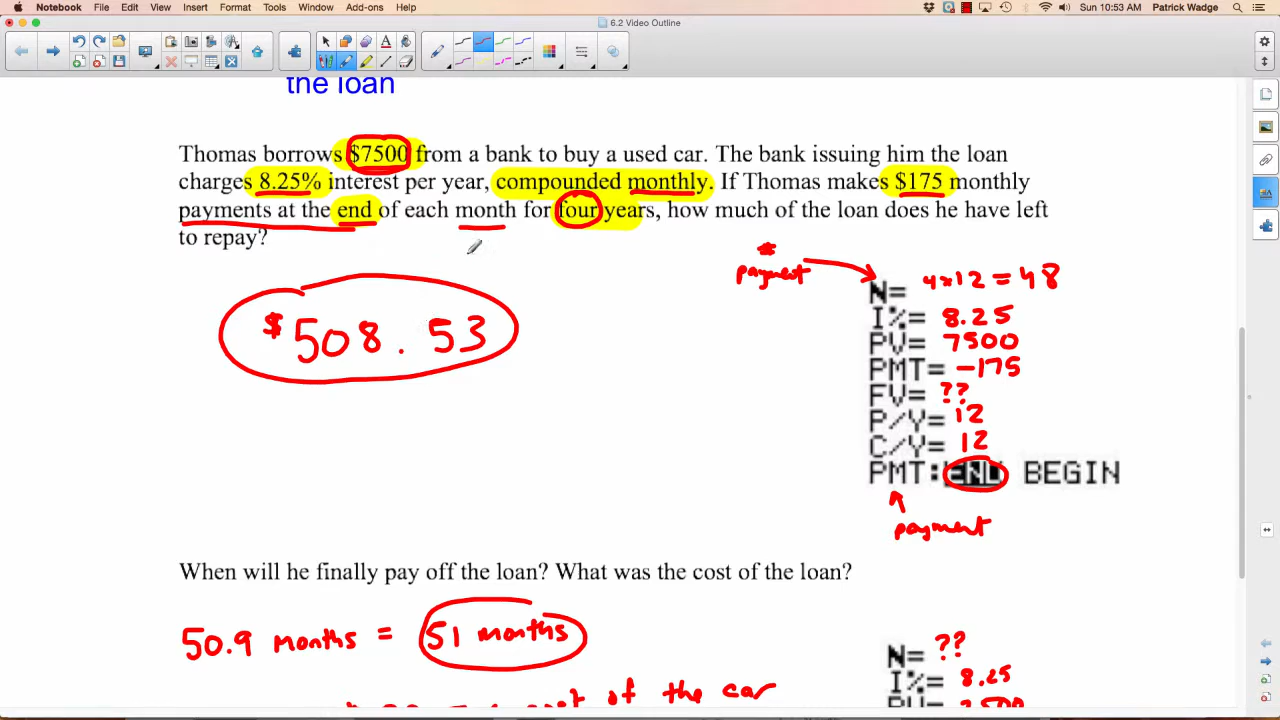 Notebook File Edit View Insert Format Tools Window Add-ons Help
Sun 10:53 AM Patrick Wadge
6.2 Video Outline
the loan
Thomas borrows $7500 from a bank to buy a used car. The bank issuing him the loan
charges 8.25% interest per year, compounded monthly. If Thomas makes $175 monthly
payments at the end of each month for four years, how much of the loan does he have left
to repay?
$508.53
payment
N= 4x12 = 48
I%= 8.25
PV= 7500
PMT= -175
FV= ??
P/Y= 12
C/Y= 12
PMT: END BEGIN
payment
When will he finally pay off the loan? What was the cost of the loan?
50.9 months = 51 months
N= ??
I%= 8.25
of the car